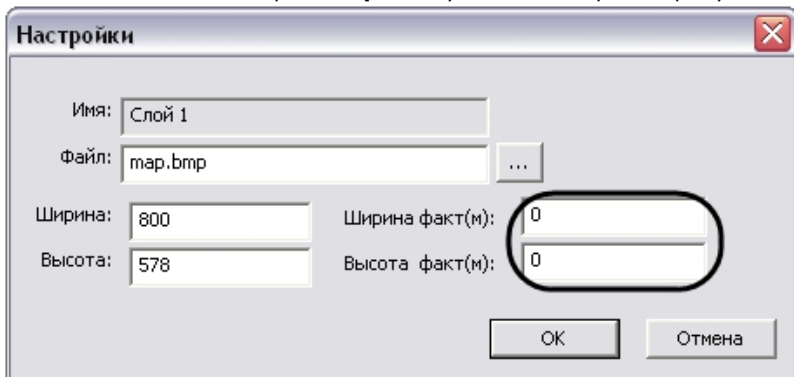 Настройки
Имя: Слой 1
Файл: map.bmp ...
Ширина: 800 Ширина факт(м): 0
Высота: 578 Высота факт(м): 0
OK Отмена